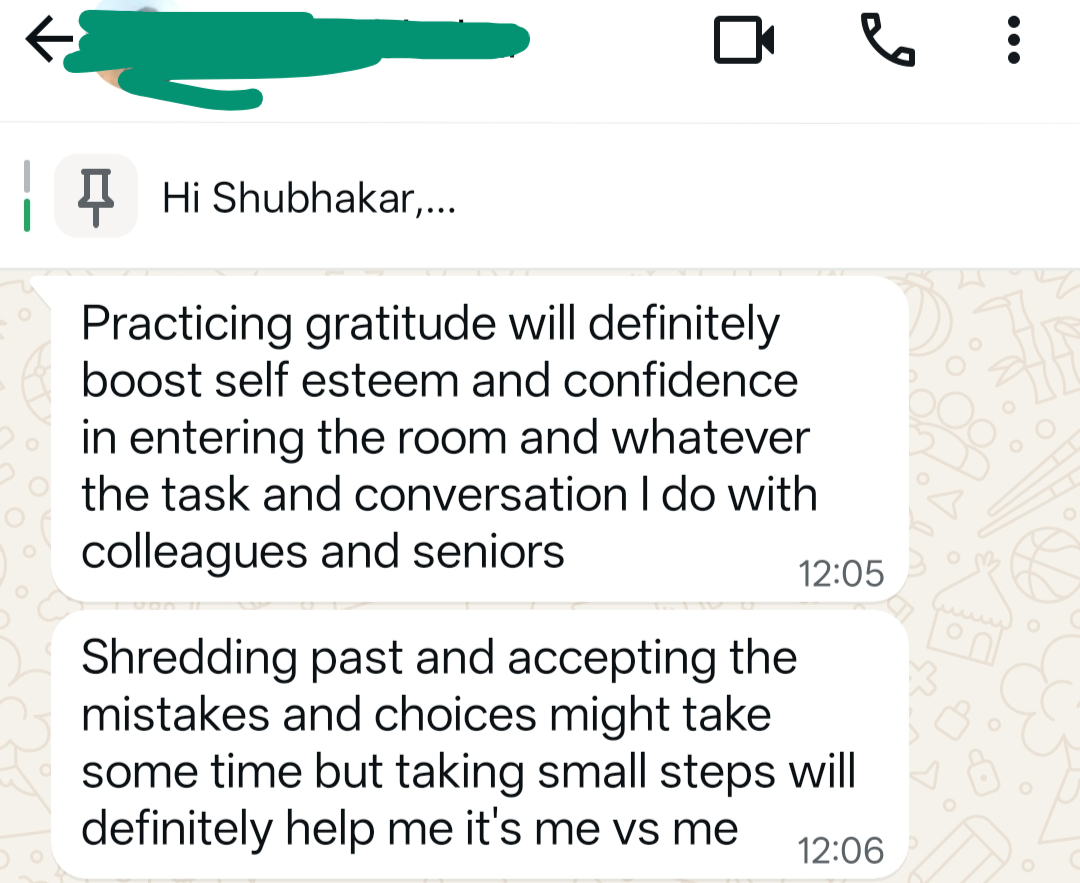 Hi Shubhakar,...
Practicing gratitude will definitely
boost self esteem and confidence
in entering the room and whatever
the task and conversation I do with
colleagues and seniors
12:05
Shredding past and accepting the
mistakes and choices might take
some time but taking small steps will
definitely help me it's me vs me
12:06